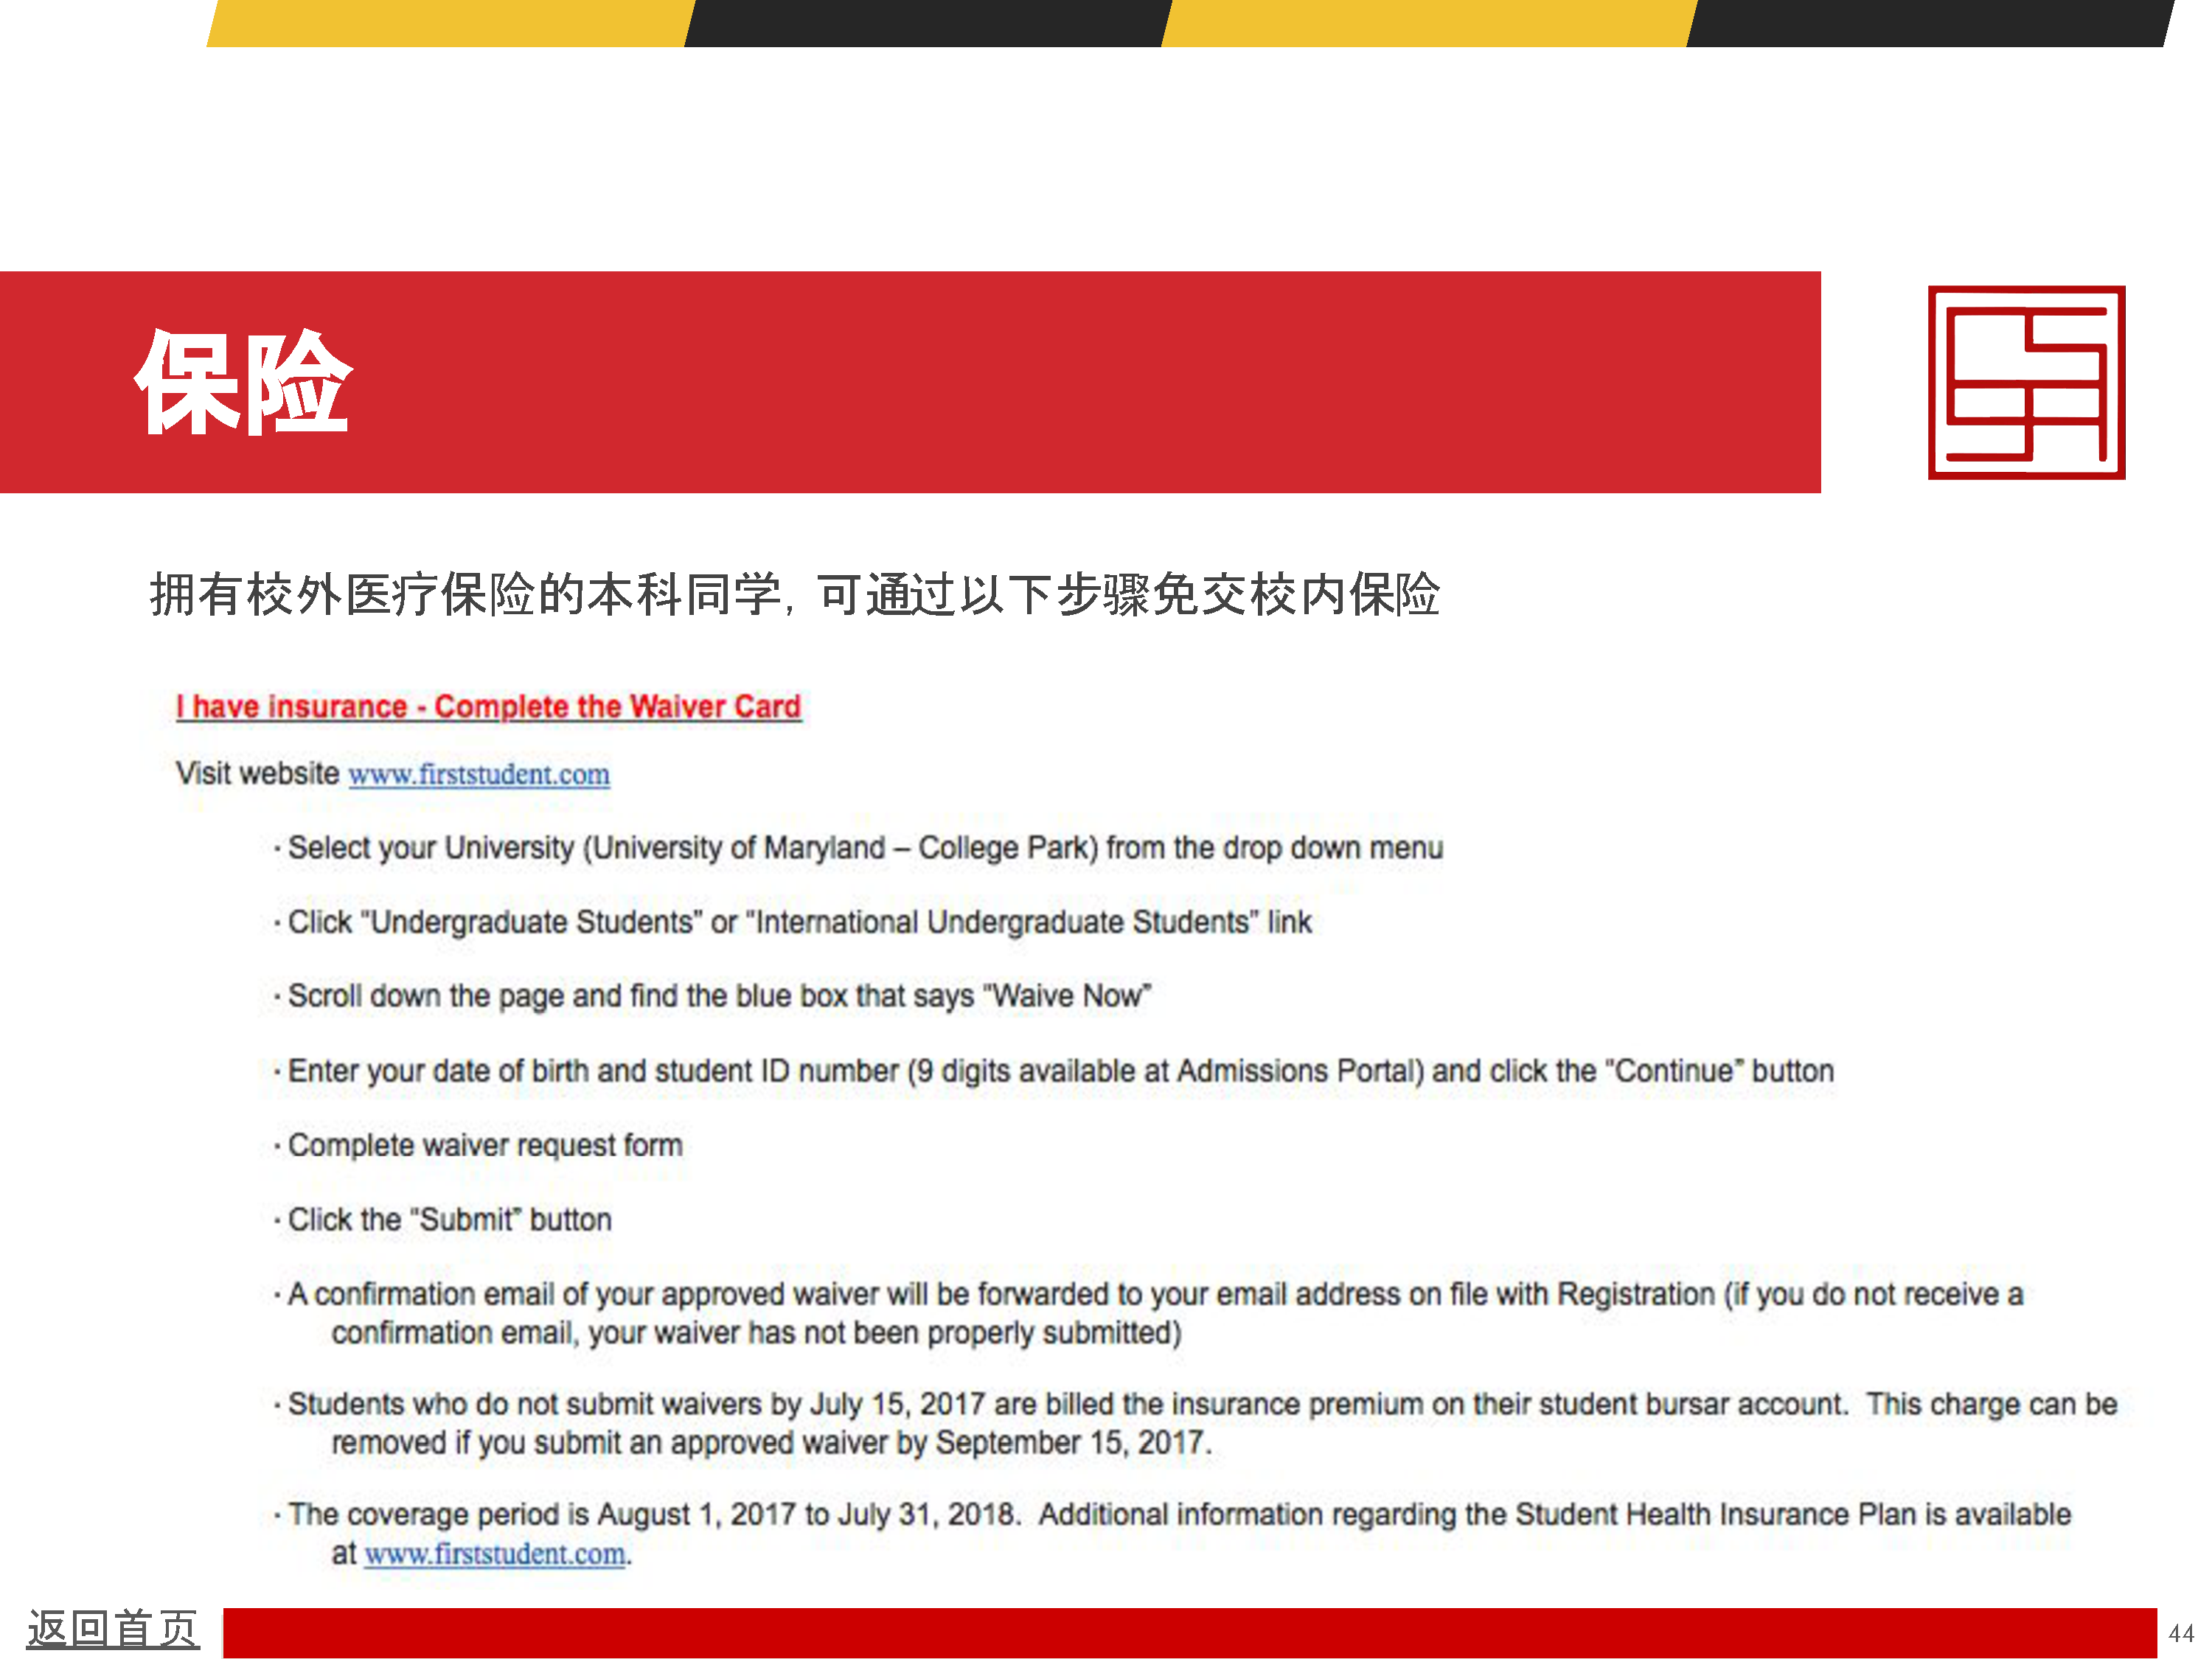 保险
拥有校外医疗保险的本科同学，可通过以下步骤免交校内保险
I have insurance - Complete the Waiver Card
Visit website www.firststudent.com
· Select your University (University of Maryland – College Park) from the drop down menu
· Click "Undergraduate Students" or "International Undergraduate Students" link
· Scroll down the page and find the blue box that says "Waive Now"
· Enter your date of birth and student ID number (9 digits available at Admissions Portal) and click the "Continue" button
· Complete waiver request form
· Click the "Submit" button
· A confirmation email of your approved waiver will be forwarded to your email address on file with Registration (if you do not receive a
confirmation email, your waiver has not been properly submitted)
· Students who do not submit waivers by July 15, 2017 are billed the insurance premium on their student bursar account.  This charge can be
removed if you submit an approved waiver by September 15, 2017.
· The coverage period is August 1, 2017 to July 31, 2018.  Additional information regarding the Student Health Insurance Plan is available
at www.firststudent.com.
返回首页
44